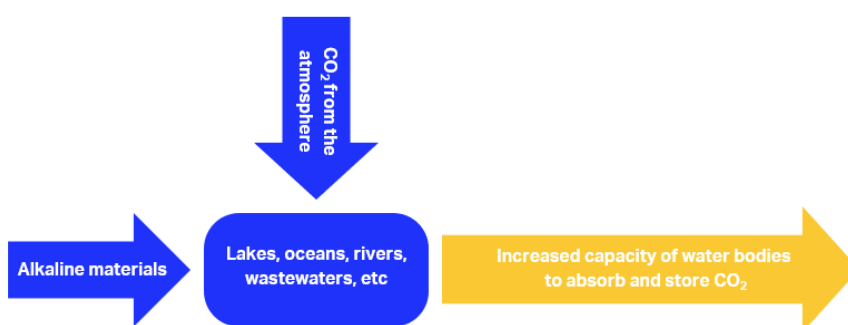 CO₂ from the
atmosphere
Alkaline materials
Lakes, oceans, rivers,
wastewaters, etc
Increased capacity of water bodies
to absorb and store CO₂